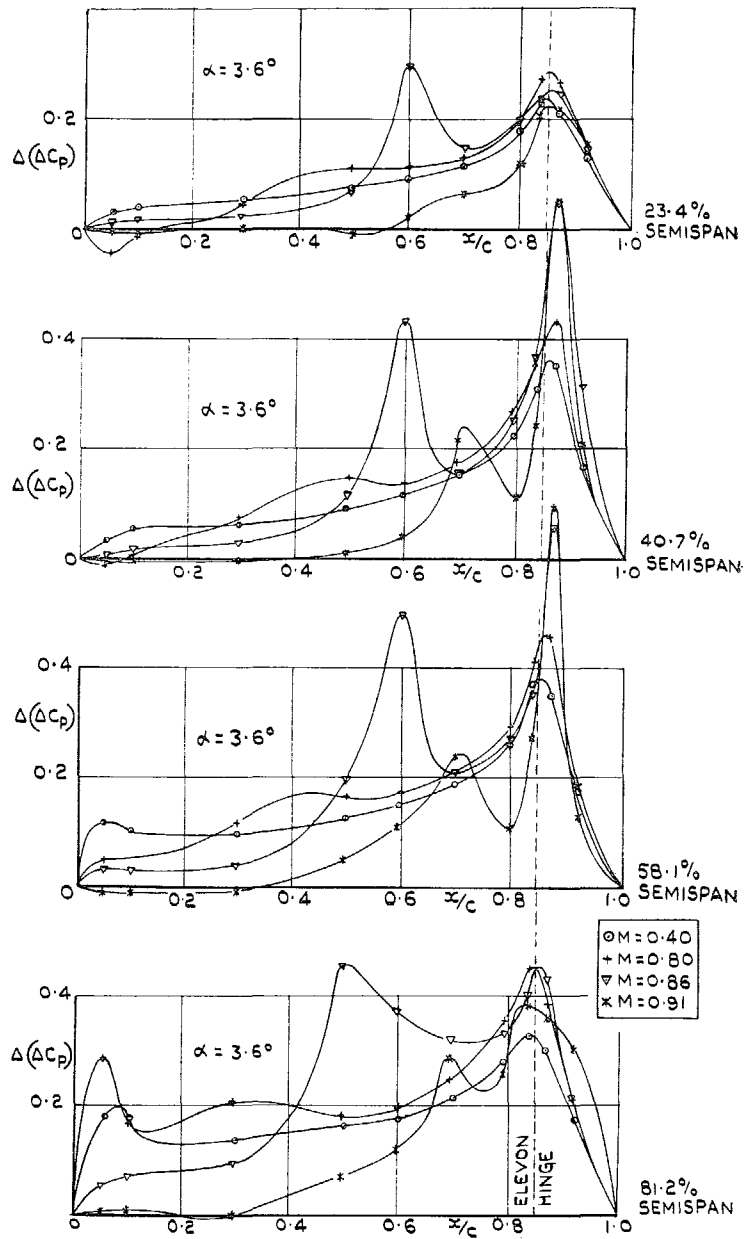 α = 3·6°
0·2
Δ(ΔCp)
0
0·2 0·4 x/c 0·6 0·8 1·0
23·4%
SEMISPAN
0·4
α = 3·6°
0·2
Δ(ΔCp)
0
0·2 0·4 x/c 0·6 0·8 1·0
40·7%
SEMISPAN
0·4
Δ(ΔCp)
α = 3·6°
0·2
0
0·2 0·4 x/c 0·6 0·8 1·0
58·1%
SEMISPAN
M = 0·40
M = 0·80
M = 0·86
M = 0·91
0·4
α = 3·6°
Δ(ΔCp)
0·2
ELEVON
HINGE
0
0·2 0·4 x/c 0·6 0·8 1·0
81·2%
SEMISPAN